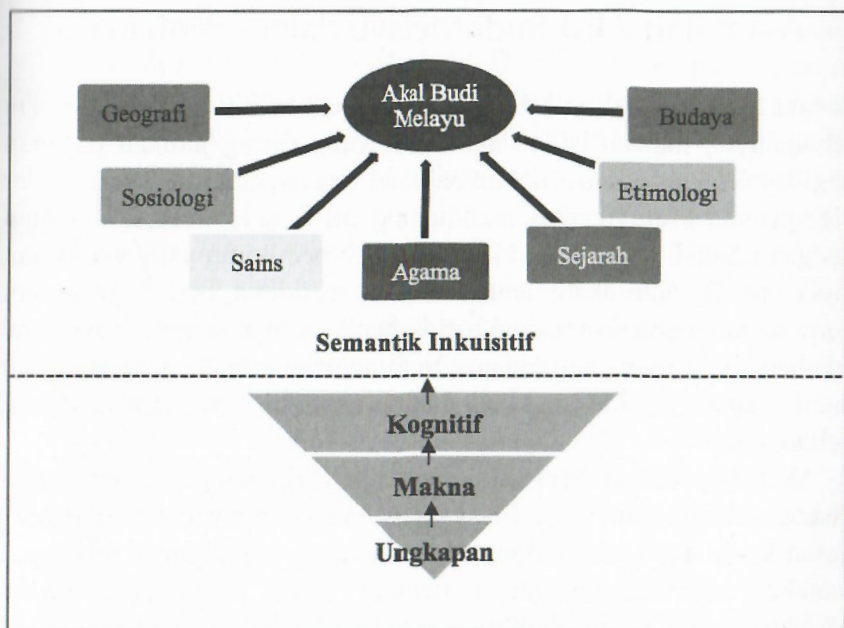 Akal Budi
Melayu
Geografi
Budaya
Sosiologi
Etimologi
Sains
Agama
Sejarah
Semantik Inkuisitif
Kognitif
Makna
Ungkapan